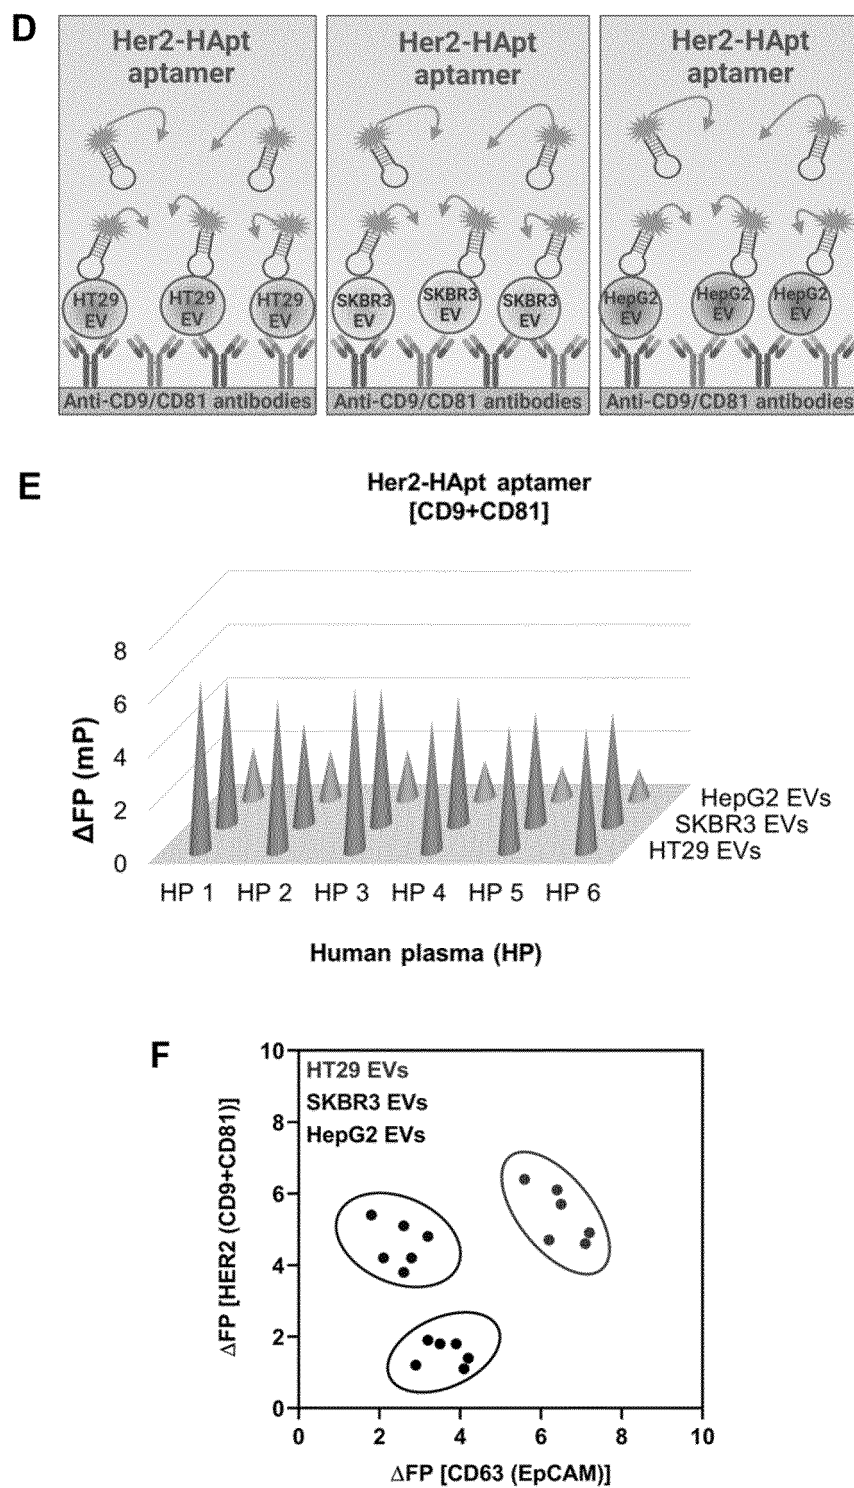 D
Her2-HApt
aptamer
Her2-HApt
aptamer
Her2-HApt
aptamer
HT29
EV
HT29
EV
HT29
EV
SKBR3
EV
SKBR3
EV
SKBR3
EV
HepG2
EV
HepG2
EV
HepG2
EV
Anti-CD9/CD81 antibodies
Anti-CD9/CD81 antibodies
Anti-CD9/CD81 antibodies
E
Her2-HApt aptamer
[CD9+CD81]
8
6
4
2
0
ΔFP (mP)
HepG2 EVs
SKBR3 EVs
HT29 EVs
HP 1 HP 2 HP 3 HP 4 HP 5 HP 6
Human plasma (HP)
F
10
8
6
4
2
0
ΔFP [HER2 (CD9+CD81)]
HT29 EVs
SKBR3 EVs
HepG2 EVs
0 2 4 6 8 10
ΔFP [CD63 (EpCAM)]